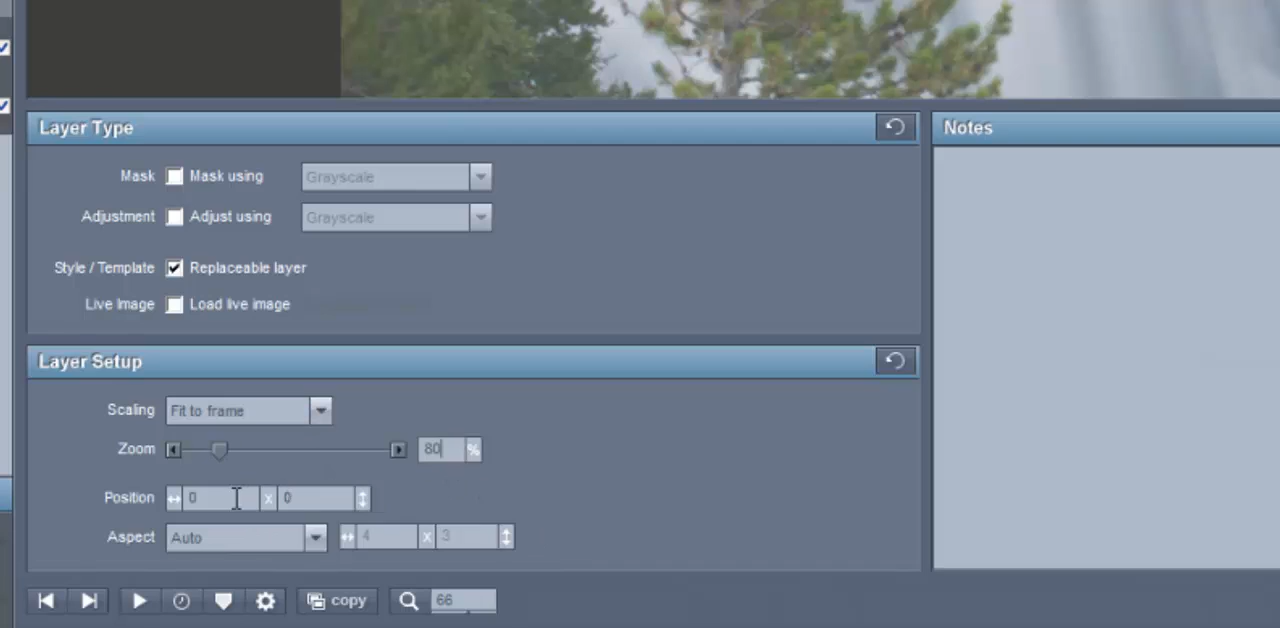 Layer Type
Notes
Mask Mask using Grayscale
Adjustment Adjust using Grayscale
Style / Template Replaceable layer
Live Image Load live image
Layer Setup
Scaling Fit to frame
Zoom 80 %
Position 0 x 0
Aspect Auto 4 x 3
copy 66